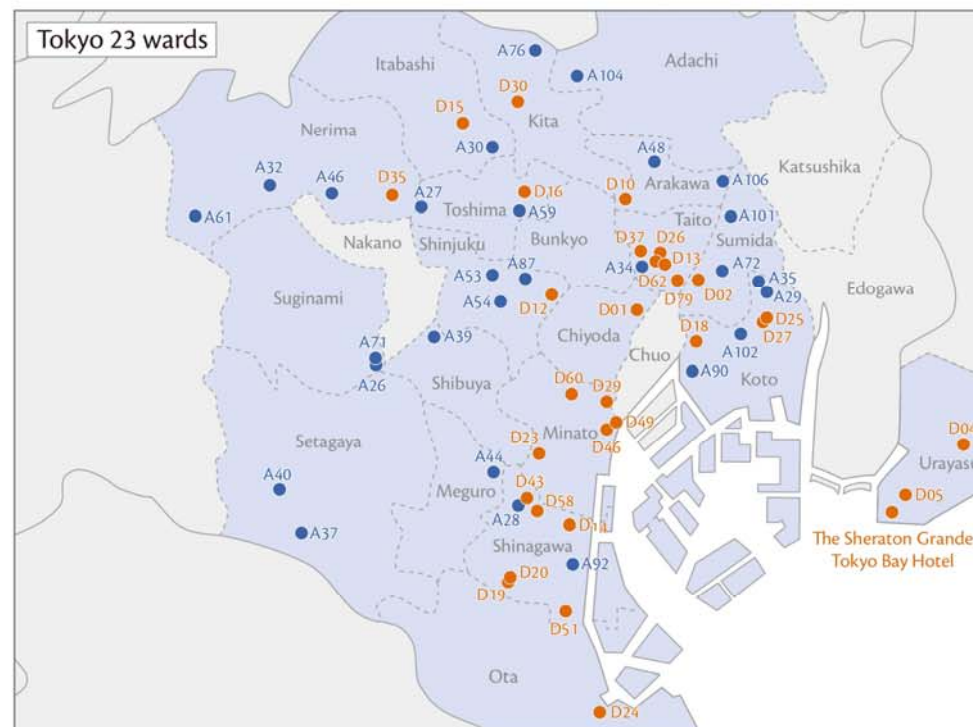 Tokyo 23 wards
A76
Itabashi
Adachi
A104
D30
D15
Kita
Nerima
A30
A48
Katsushika
A32
A46
D35
A27
D16
D10
Arakawa
A106
A61
Toshima
A59
Taito
A101
Nakano
Shinjuku
Bunkyo
D37
D26
Sumida
D13
A53
A87
A34
A72
A35
Suginami
D62
D02
A29
Edogawa
A54
D12
D79
D01
D25
D18
D27
A39
Chiyoda
A102
A71
Chuo
A26
Shibuya
A90
Koto
D60
D29
D49
Setagaya
Minato
D46
D04
D23
Urayasu
A44
A40
Meguro
D43
D05
D58
A28
D14
A37
Shinagawa
The Sheraton Grande
Tokyo Bay Hotel
A92
D20
D19
D51
Ota
D24